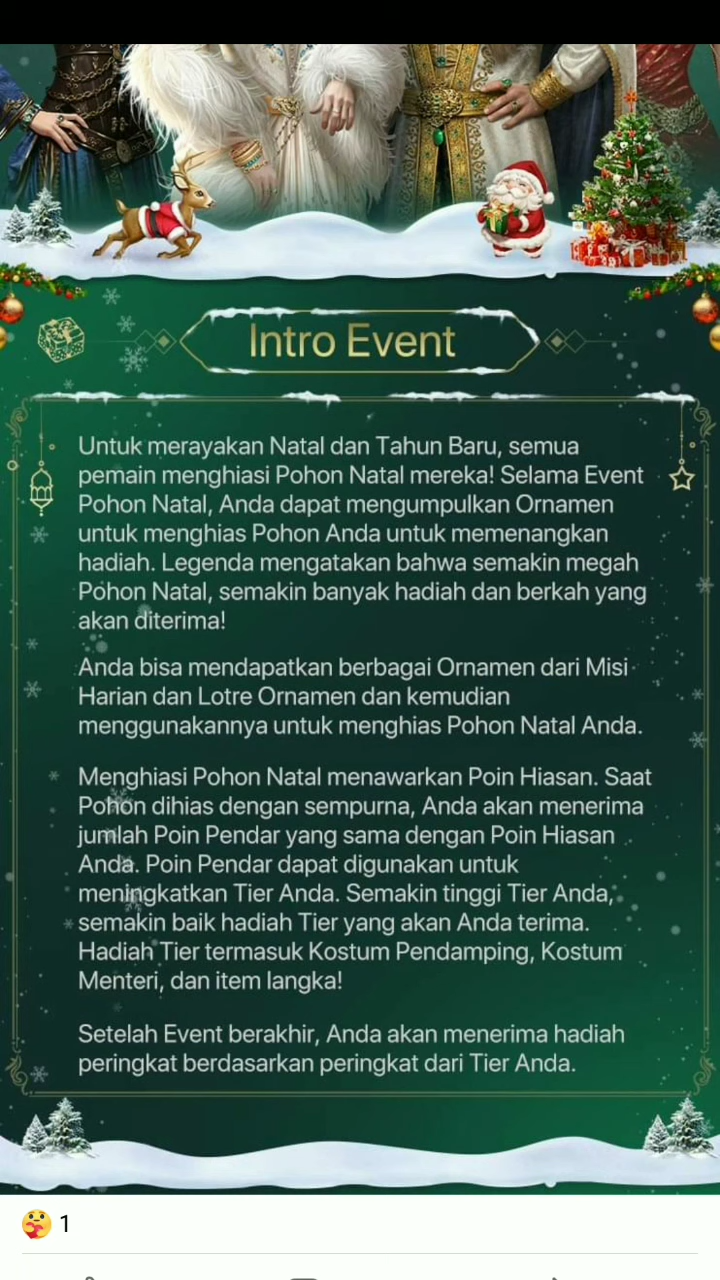 Intro Event
Untuk merayakan Natal dan Tahun Baru, semua
pemain menghiasi Pohon Natal mereka! Selama Event
Pohon Natal, Anda dapat mengumpulkan Ornamen
untuk menghias Pohon Anda untuk memenangkan
hadiah. Legenda mengatakan bahwa semakin megah
Pohon Natal, semakin banyak hadiah dan berkah yang
akan diterima!
Anda bisa mendapatkan berbagai Ornamen dari Misi
Harian dan Lotre Ornamen dan kemudian
menggunakannya untuk menghias Pohon Natal Anda.
Menghiasi Pohon Natal menawarkan Poin Hiasan. Saat
Pohon dihias dengan sempurna, Anda akan menerima
jumlah Poin Pendar yang sama dengan Poin Hiasan
Anda. Poin Pendar dapat digunakan untuk
meningkatkan Tier Anda. Semakin tinggi Tier Anda,
semakin baik hadiah Tier yang akan Anda terima.
Hadiah Tier termasuk Kostum Pendamping, Kostum
Menteri, dan item langka!
Setelah Event berakhir, Anda akan menerima hadiah
peringkat berdasarkan peringkat dari Tier Anda.
1